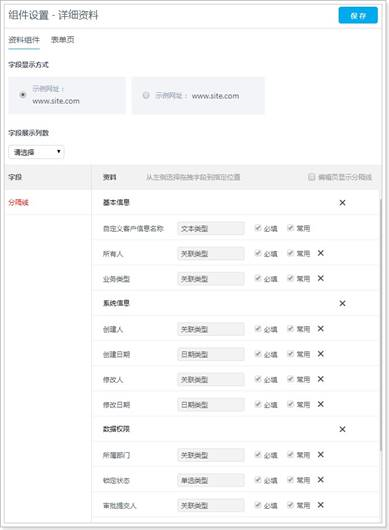 组件设置 - 详细资料
保 存
资料组件 表单页
字段显示方式
示例网址：
www.site.com
示例网址： www.site.com
字段展示列数
请选择
字段 资料 从左侧选择拖拽字段到指定位置 编辑页显示分隔线
分隔线 基本信息
自定义客户信息名称 文本类型 必填 常用
所有人 关联类型 必填 常用
业务类型 关联类型 必填 常用
系统信息
创建人 关联类型 必填 常用
创建日期 日期类型 必填 常用
修改人 关联类型 必填 常用
修改日期 日期类型 必填 常用
数据权限
所属部门 关联类型 必填 常用
锁定状态 单选类型 必填 常用
审批提交人 关联类型 必填 常用